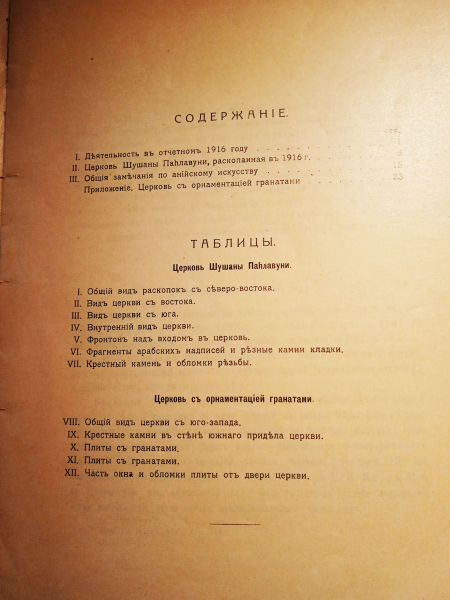 СОДЕРЖАНІЕ.
СТР.
I. Дѣятельность въ отчетномъ 1916 году
II. Церковь Шушаны Паһлавуни, раскопанная въ 1916 г.
III. Общія замѣчанія по анійскому искусству 15
Приложеніе. Церковь съ орнаментаціей гранатами 23
ТАБЛИЦЫ.
Церковь Шушаны Паһлавуни.
I. Общій видъ раскопокъ съ сѣверо-востока.
II. Видъ церкви съ востока.
III. Видъ церкви съ юга.
IV. Внутренній видъ церкви.
V. Фронтонъ надъ входомъ въ церковь.
VI. Фрагменты арабскихъ надписей и рѣзные камни кладки.
VII. Крестный камень и обломки рѣзьбы.
Церковь съ орнаментаціей гранатами.
VIII. Общій видъ церкви съ юго-запада.
IX. Крестные камни въ стѣнѣ южнаго придѣла церкви.
X. Плиты съ гранатами.
XI. Плиты съ гранатами.
XII. Часть окна и обломки плиты отъ двери церкви.